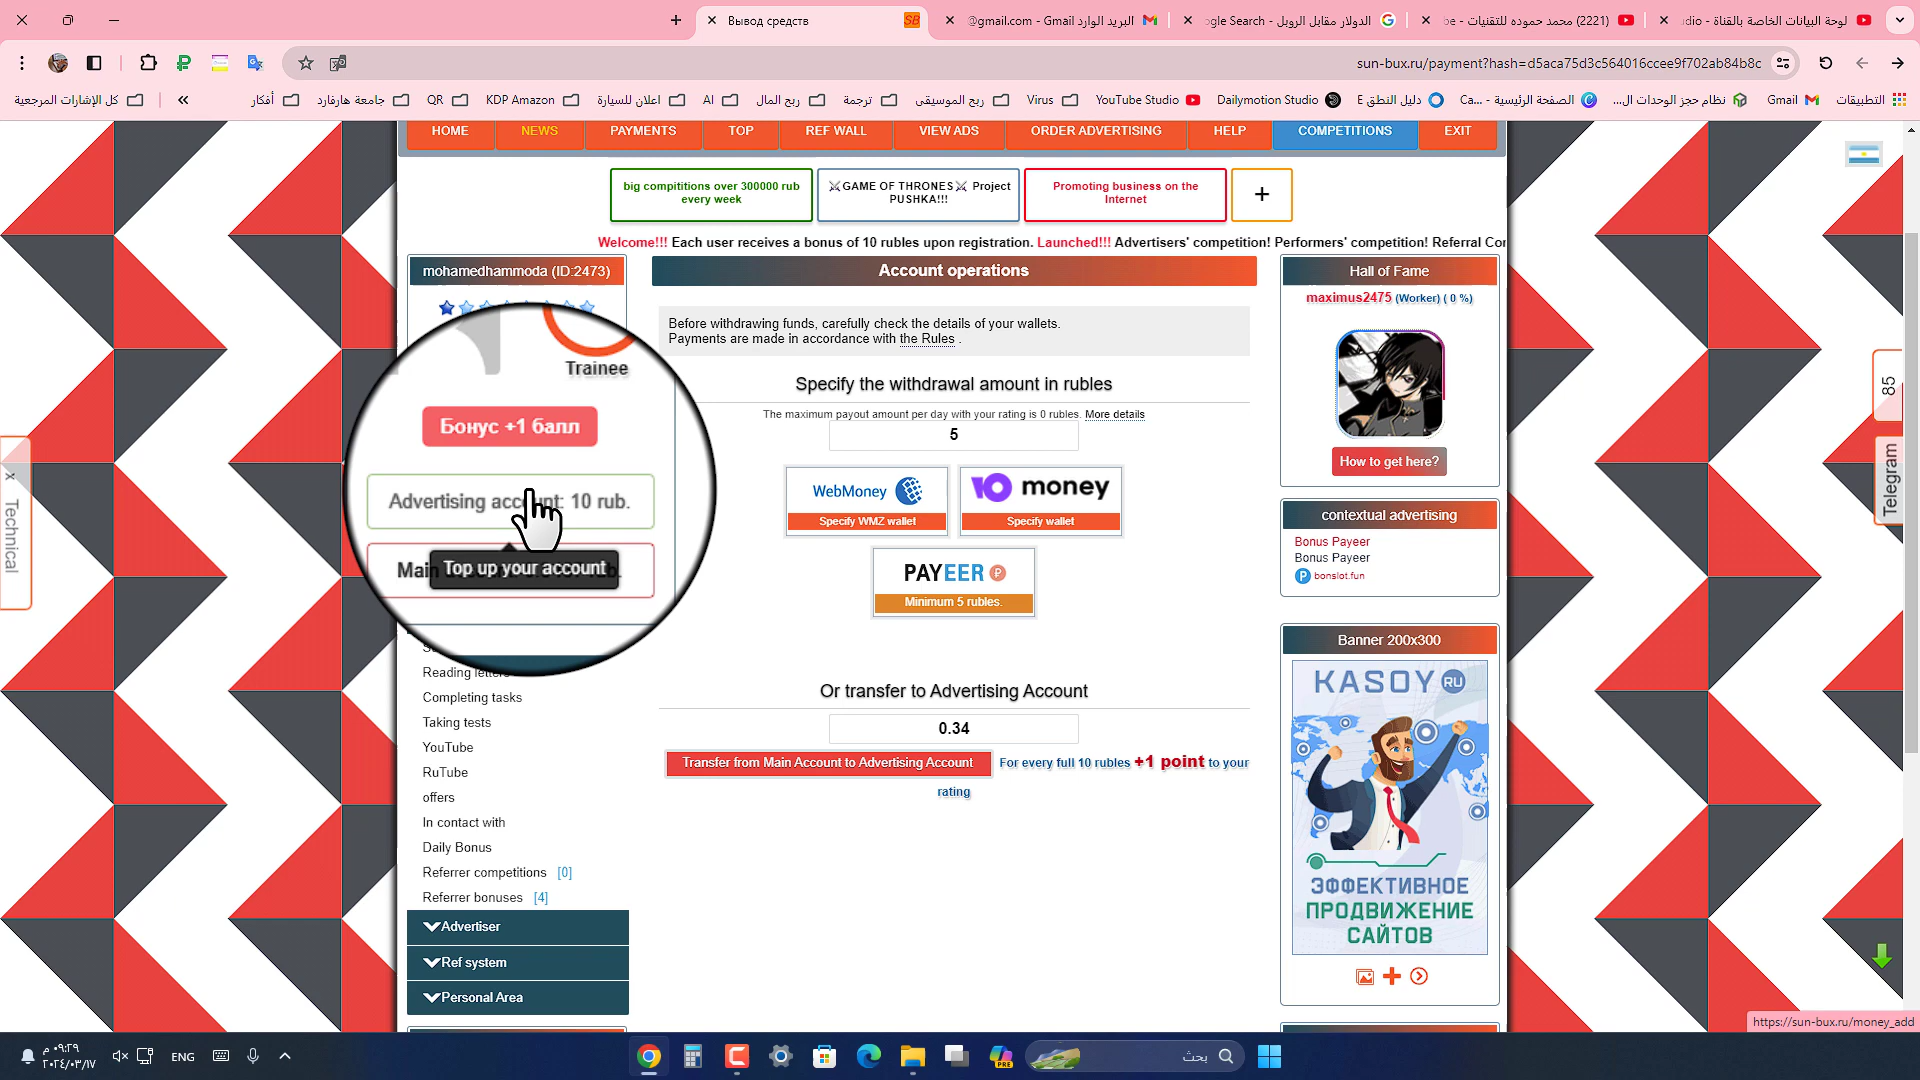 Вывод средств
@gmail.com - Gmail البريد الوارد
ogle Search - الدولار مقابل الروبل
be - محمد حموده للتقنيات (2221)
dio - لوحة البيانات الخاصة بالقناة
sun-bux.ru/payment?hash=d5aca75d3c564016ccee9f702ab84b8c
كل الإشارات المرجعية
«
أفكار
جامعة هارفارد
QR
KDP Amazon
اعلان للسيارة
AI
ربح المال
ترجمة
ربح الموسيقى
Virus
YouTube Studio
Dailymotion Studio
دليل النطق E
الصفحة الرئيسية - Ca...
نظام حجز الوحدات ال...
Gmail
التطبيقات
HOME
NEWS
PAYMENTS
TOP
REF WALL
VIEW ADS
ORDER ADVERTISING
HELP
COMPETITIONS
EXIT
big compititions over 300000 rub
every week
⚔GAME OF THRONES⚔ Project
PUSHKA!!!
Promoting business on the
Internet
+
Welcome!!! Each user receives a bonus of 10 rubles upon registration. Launched!!! Advertisers' competition! Performers' competition! Referral Cor
mohamedhammoda (ID:2473)
Trainee
Бонус +1 балл
Advertising account: 10 rub.
Top up your account
Reading letters
Completing tasks
Taking tests
YouTube
RuTube
offers
In contact with
Daily Bonus
Referrer competitions [0]
Referrer bonuses [4]
Advertiser
Ref system
Personal Area
Account operations
Before withdrawing funds, carefully check the details of your wallets.
Payments are made in accordance with the Rules .
Specify the withdrawal amount in rubles
The maximum payout amount per day with your rating is 0 rubles. More details
5
WebMoney
Specify WMZ wallet
Ю money
Specify wallet
PAYEER ₽
Minimum 5 rubles.
Or transfer to Advertising Account
0.34
Transfer from Main Account to Advertising Account
For every full 10 rubles +1 point to your
rating
Hall of Fame
maximus2475 (Worker) ( 0 %)
How to get here?
contextual advertising
Bonus Payeer
Bonus Payeer
bonslot.fun
Banner 200x300
KASOY RU
ЭФФЕКТИВНОЕ
ПРОДВИЖЕНИЕ
САЙТОВ
x Technical
85
Telegram
https://sun-bux.ru/money_add
٠٩:٢٩ م
٢٠٢٤/٠٣/١٧
ENG
PRE
بحث